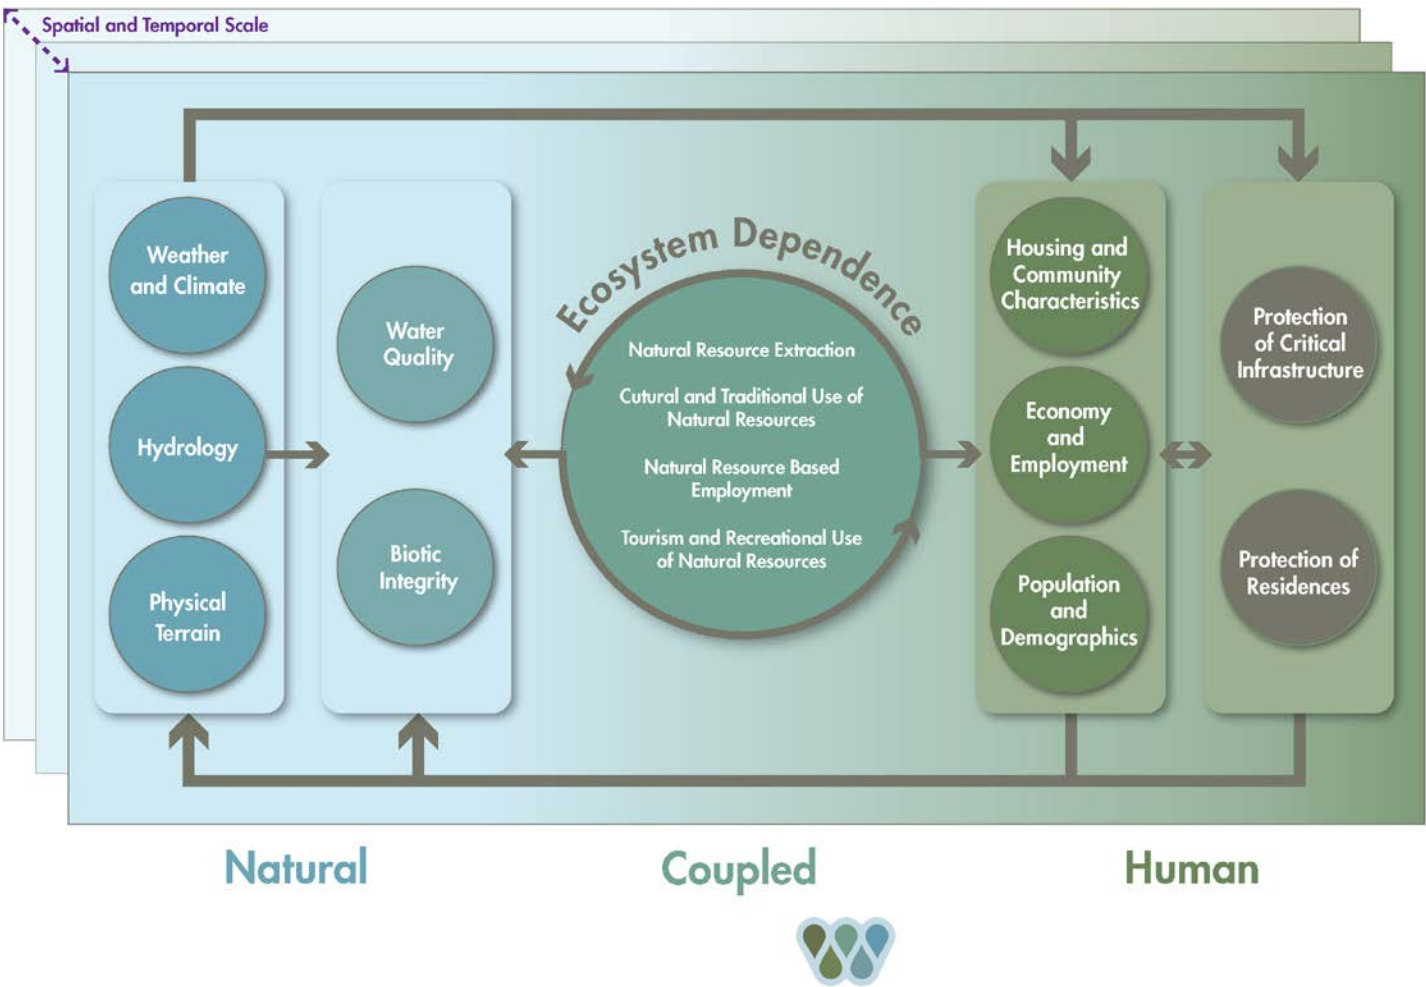 Spatial and Temporal Scale
Weather
and Climate
Hydrology
Physical
Terrain
Water
Quality
Biotic
Integrity
Ecosystem Dependence
Natural Resource Extraction
Cutural and Traditional Use of
Natural Resources
Natural Resource Based
Employment
Tourism and Recreational Use
of Natural Resources
Housing and
Community
Characteristics
Economy
and
Employment
Population
and
Demographics
Protection
of Critical
Infrastructure
Protection of
Residences
Natural
Coupled
Human